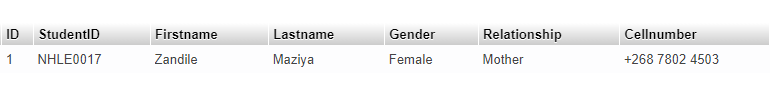 ID StudentID Firstname Lastname Gender Relationship Cellnumber
1 NHLE0017 Zandile Maziya Female Mother +268 7802 4503